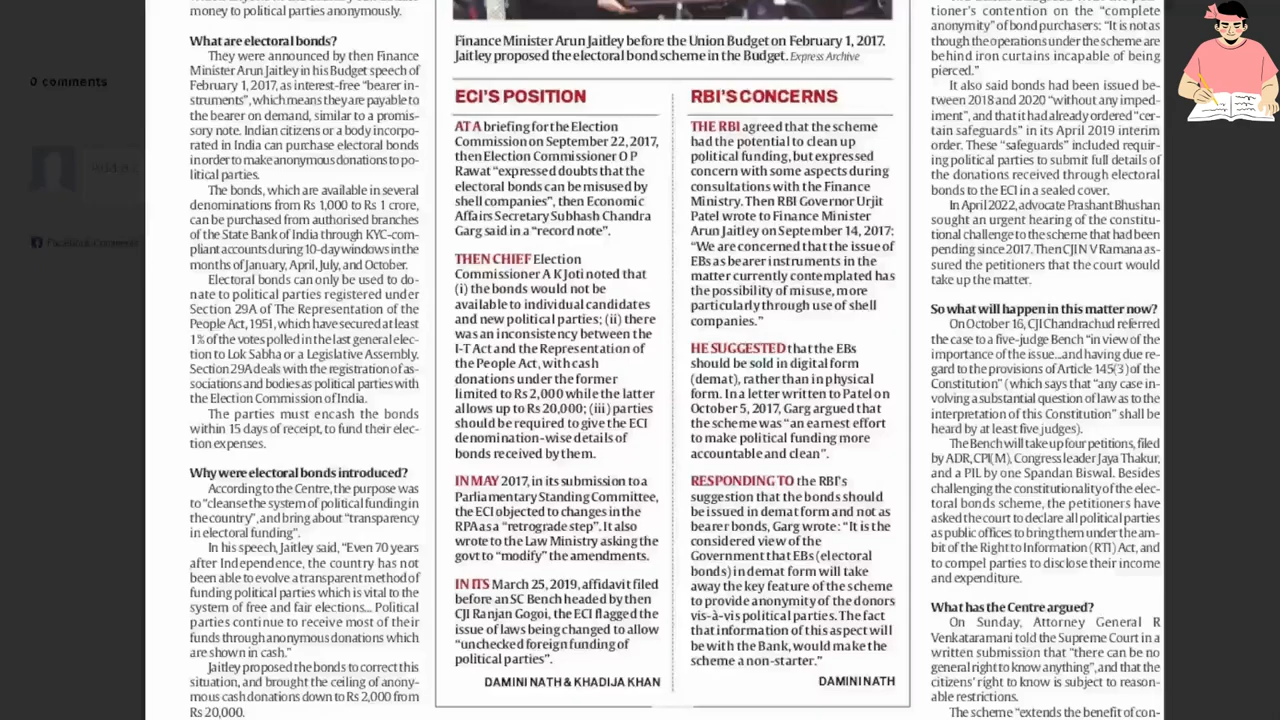 0 comments
Facebook Comments
money to political parties anonymously.
What are electoral bonds?
They were announced by then Finance
Minister Arun Jaitley in his Budget speech of
February 1, 2017, as interest-free “bearer in-
struments”, which means they are payable to
the bearer on demand, similar to a promis-
sory note. Indian citizens or a body incorpo-
rated in India can purchase electoral bonds
in order to make anonymous donations to po-
litical parties.
The bonds, which are available in several
denominations from Rs 1,000 to Rs 1 crore,
can be purchased from authorised branches
of the State Bank of India through KYC-com-
pliant accounts during 10-day windows in the
months of January, April, July, and October.
Electoral bonds can only be used to do-
nate to political parties registered under
Section 29A of The Representation of the
People Act, 1951, which have secured at least
1% of the votes polled in the last general elec-
tion to Lok Sabha or a Legislative Assembly.
Section 29A deals with the registration of as-
sociations and bodies as political parties with
the Election Commission of India.
The parties must encash the bonds
within 15 days of receipt, to fund their elec-
tion expenses.
Why were electoral bonds introduced?
According to the Centre, the purpose was
to “cleanse the system of political funding in
the country”, and bring about “transparency
in electoral funding”.
In his speech, Jaitley said, “Even 70 years
after Independence, the country has not
been able to evolve a transparent method of
funding political parties which is vital to the
system of free and fair elections... Political
parties continue to receive most of their
funds through anonymous donations which
are shown in cash.”
Jaitley proposed the bonds to correct this
situation, and brought the ceiling of anony-
mous cash donations down to Rs 2,000 from
Rs 20,000.
Finance Minister Arun Jaitley before the Union Budget on February 1, 2017.
Jaitley proposed the electoral bond scheme in the Budget. Express Archive
ECI’S POSITION
AT A briefing for the Election
Commission on September 22, 2017,
then Election Commissioner O P
Rawat “expressed doubts that the
electoral bonds can be misused by
shell companies”, then Economic
Affairs Secretary Subhash Chandra
Garg said in a “record note”.
THEN CHIEF Election
Commissioner A K Joti noted that
(i) the bonds would not be
available to individual candidates
and new political parties; (ii) there
was an inconsistency between the
I-T Act and the Representation of
the People Act, with cash
donations under the former
limited to Rs 2,000 while the latter
allows up to Rs 20,000; (iii) parties
should be required to give the ECI
denomination-wise details of
bonds received by them.
IN MAY 2017, in its submission to a
Parliamentary Standing Committee,
the ECI objected to changes in the
RPA as a “retrograde step”. It also
wrote to the Law Ministry asking the
govt to “modify” the amendments.
IN ITS March 25, 2019, affidavit filed
before an SC Bench headed by then
CJI Ranjan Gogoi, the ECI flagged the
issue of laws being changed to allow
“unchecked foreign funding of
political parties”.
DAMINI NATH & KHADIJA KHAN
RBI’S CONCERNS
THE RBI agreed that the scheme
had the potential to clean up
political funding, but expressed
concern with some aspects during
consultations with the Finance
Ministry. Then RBI Governor Urjit
Patel wrote to Finance Minister
Arun Jaitley on September 14, 2017:
“We are concerned that the issue of
EBs as bearer instruments in the
matter currently contemplated has
the possibility of misuse, more
particularly through use of shell
companies.”
HE SUGGESTED that the EBs
should be sold in digital form
(demat), rather than in physical
form. In a letter written to Patel on
October 5, 2017, Garg argued that
the scheme was “an earnest effort
to make political funding more
accountable and clean”.
RESPONDING TO the RBI’s
suggestion that the bonds should
be issued in demat form and not as
bearer bonds, Garg wrote: “It is the
considered view of the
Government that EBs (electoral
bonds) in demat form will take
away the key feature of the scheme
to provide anonymity of the donors
vis-à-vis political parties. The fact
that information of this aspect will
be with the Bank, would make the
scheme a non-starter.”
DAMINI NATH
tioner’s contention on the “complete
anonymity” of bond purchasers: “It is not as
though the operations under the scheme are
behind iron curtains incapable of being
pierced.”
It also said bonds had been issued be-
tween 2018 and 2020 “without any imped-
iment”, and that it had already ordered “cer-
tain safeguards” in its April 2019 interim
order. These “safeguards” included requir-
ing political parties to submit full details of
the donations received through electoral
bonds to the ECI in a sealed cover.
In April 2022, advocate Prashant Bhushan
sought an urgent hearing of the constitu-
tional challenge to the scheme that had been
pending since 2017. Then CJI N V Ramana as-
sured the petitioners that the court would
take up the matter.
So what will happen in this matter now?
On October 16, CJI Chandrachud referred
the case to a five-judge Bench “in view of the
importance of the issue...and having due re-
gard to the provisions of Article 145(3) of the
Constitution” (which says that “any case in-
volving a substantial question of law as to the
interpretation of this Constitution” shall be
heard by at least five judges).
The Bench will take up four petitions, filed
by ADR, CPI(M), Congress leader Jaya Thakur,
and a PIL by one Spandan Biswal. Besides
challenging the constitutionality of the elec-
toral bonds scheme, the petitioners have
asked the court to declare all political parties
as public offices to bring them under the am-
bit of the Right to Information (RTI) Act, and
to compel parties to disclose their income
and expenditure.
What has the Centre argued?
On Sunday, Attorney General R
Venkataramani told the Supreme Court in a
written submission that “there can be no
general right to know anything”, and that the
citizens’ right to know is subject to reason-
able restrictions.
The scheme “extends the benefit of con-